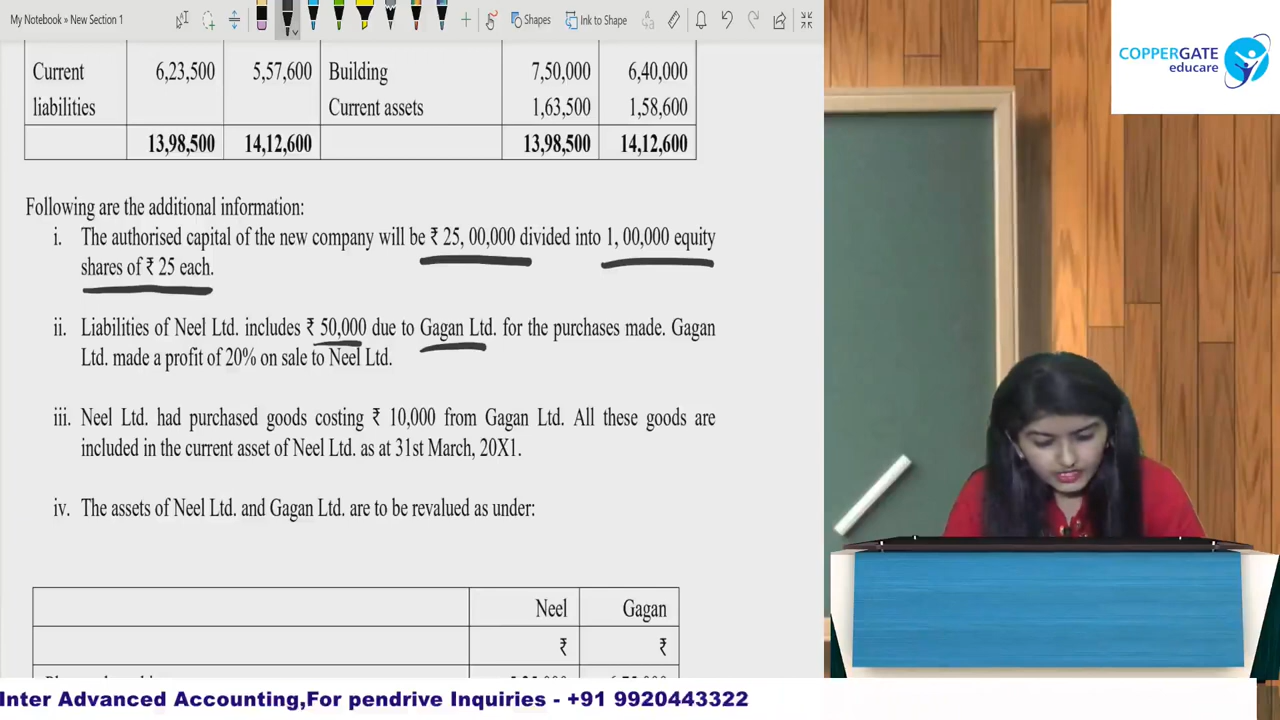 My Notebook » New Section 1
Shapes
Ink to Shape
COPPERGATE
educare
Current 6,23,500 5,57,600 Building 7,50,000 6,40,000
liabilities Current assets 1,63,500 1,58,600
13,98,500 14,12,600 13,98,500 14,12,600
Following are the additional information:
i. The authorised capital of the new company will be ₹ 25, 00,000 divided into 1, 00,000 equity
shares of ₹ 25 each.
ii. Liabilities of Neel Ltd. includes ₹ 50,000 due to Gagan Ltd. for the purchases made. Gagan
Ltd. made a profit of 20% on sale to Neel Ltd.
iii. Neel Ltd. had purchased goods costing ₹ 10,000 from Gagan Ltd. All these goods are
included in the current asset of Neel Ltd. as at 31st March, 20X1.
iv. The assets of Neel Ltd. and Gagan Ltd. are to be revalued as under:
Neel Gagan
₹ ₹
Inter Advanced Accounting,For pendrive Inquiries - +91 9920443322